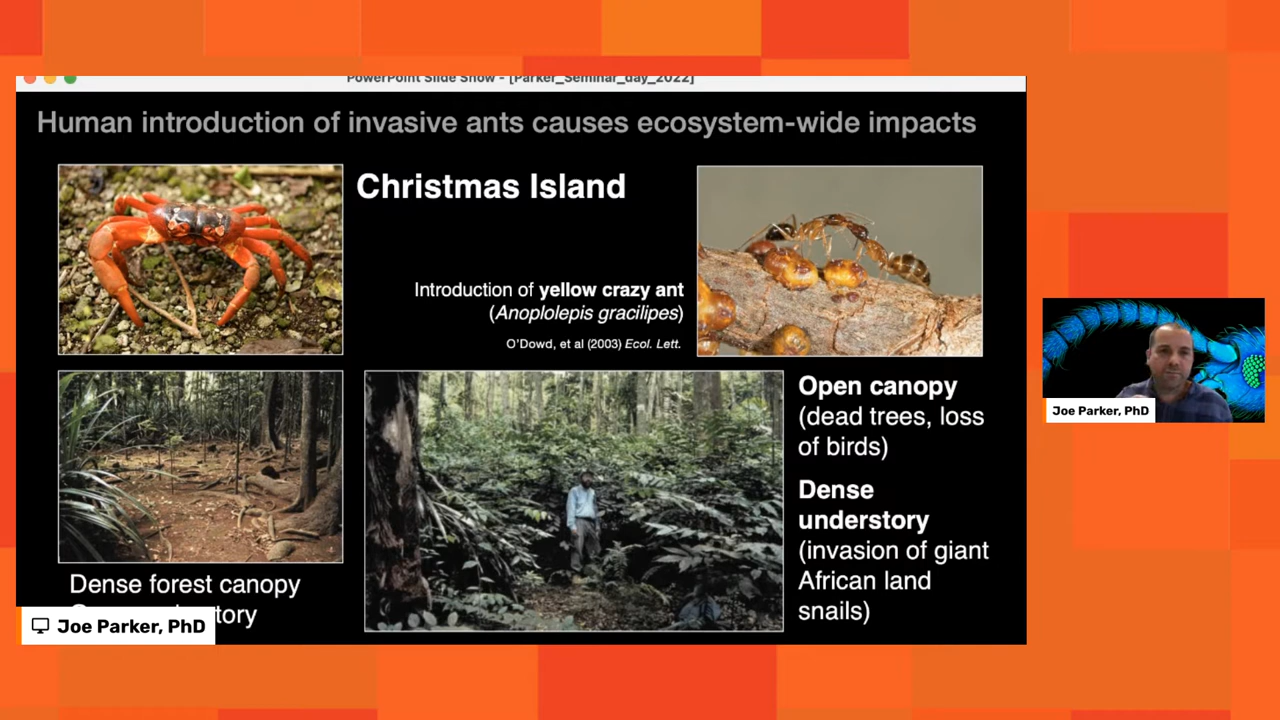 PowerPoint Slide Show - [Parker_Seminar_day_2022]
Human introduction of invasive ants causes ecosystem-wide impacts
Christmas Island
Introduction of yellow crazy ant
(Anoplolepis gracilipes)
O'Dowd, et al (2003) Ecol. Lett.
Open canopy
(dead trees, loss
of birds)
Dense
understory
(invasion of giant
African land
snails)
Dense forest canopy
Joe Parker, PhD
Joe Parker, PhD